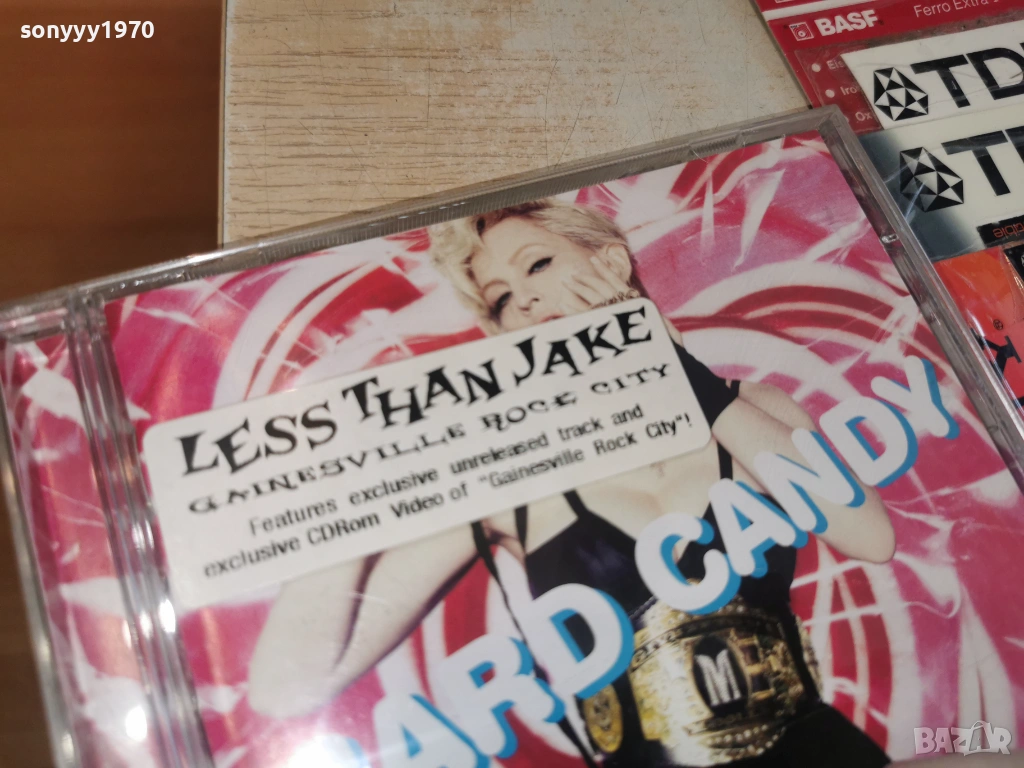 sonyyy1970
BASF
Ferro Extra
TD
T
LESS THAN JAKE
GAINESVILLE ROCK CITY
Features exclusive unreleased track and
exclusive CDRom Video of "Gainesville Rock City"!
ARD CANDY
M
BAZAR